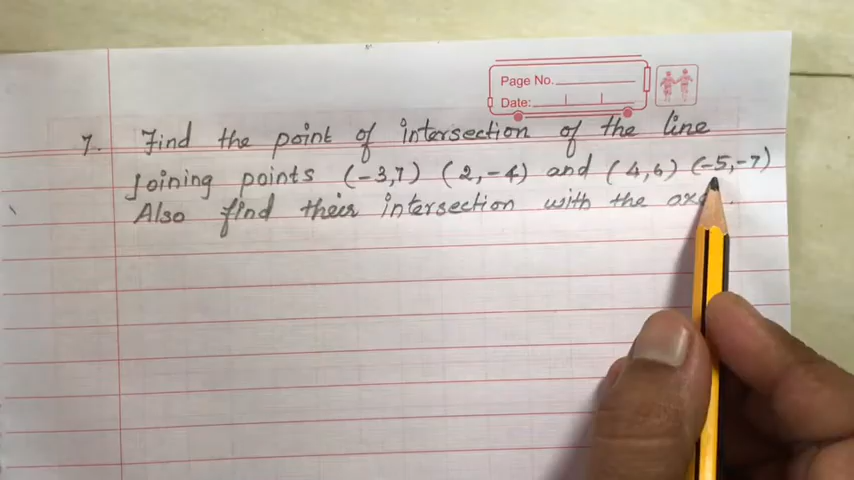 Page No.
Date:
7. Find the point of intersection of the line
Joining points (-3,7) (2,-4) and (4,6) (-5,-7)
Also find their intersection with the